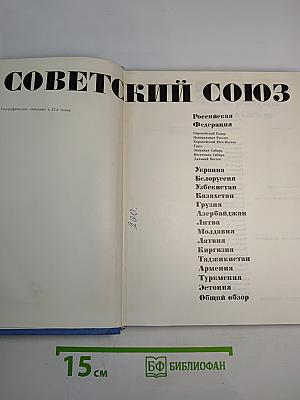 СОВЕТСКИЙ СОЮЗ
Географическое описание в 22-х томах
Российская
Федерация
Европейский Север
Центральная Россия
Европейский Юго-Восток
Урал
Западная Сибирь
Восточная Сибирь
Дальний Восток
Украина
Белоруссия
Узбекистан
Казахстан
Грузия
Азербайджан
Литва
Молдавия
Латвия
Киргизия
Таджикистан
Армения
Туркмения
Эстония
Общий обзор
15 см
БФ БИБЛИОФАН